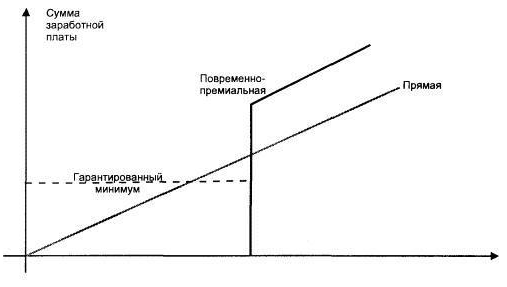 Сумма
заработной
платы
Повременно-
премиальная
Прямая
Гарантированный
минимум